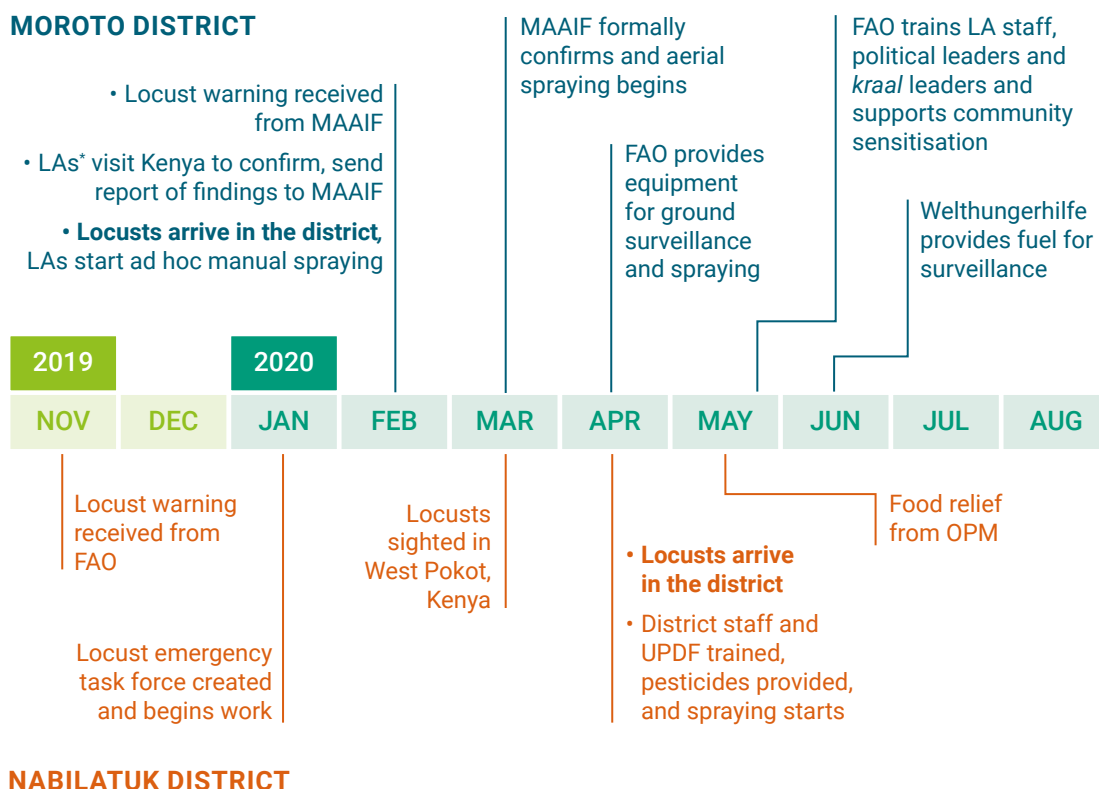 MOROTO DISTRICT
• Locust warning received
from MAAIF
• LAs* visit Kenya to confirm, send
report of findings to MAAIF
• Locusts arrive in the district,
LAs start ad hoc manual spraying
MAAIF formally
confirms and aerial
spraying begins
FAO provides
equipment
for ground
surveillance
and spraying
FAO trains LA staff,
political leaders and
kraal leaders and
supports community
sensitisation
Welthungerhilfe
provides fuel for
surveillance
2019
2020
NOV
DEC
JAN
FEB
MAR
APR
MAY
JUN
JUL
AUG
Locust warning
received from
FAO
Locust emergency
task force created
and begins work
Locusts
sighted in
West Pokot,
Kenya
• Locusts arrive
in the district
• District staff and
UPDF trained,
pesticides provided,
and spraying starts
Food relief
from OPM
NABILATUK DISTRICT